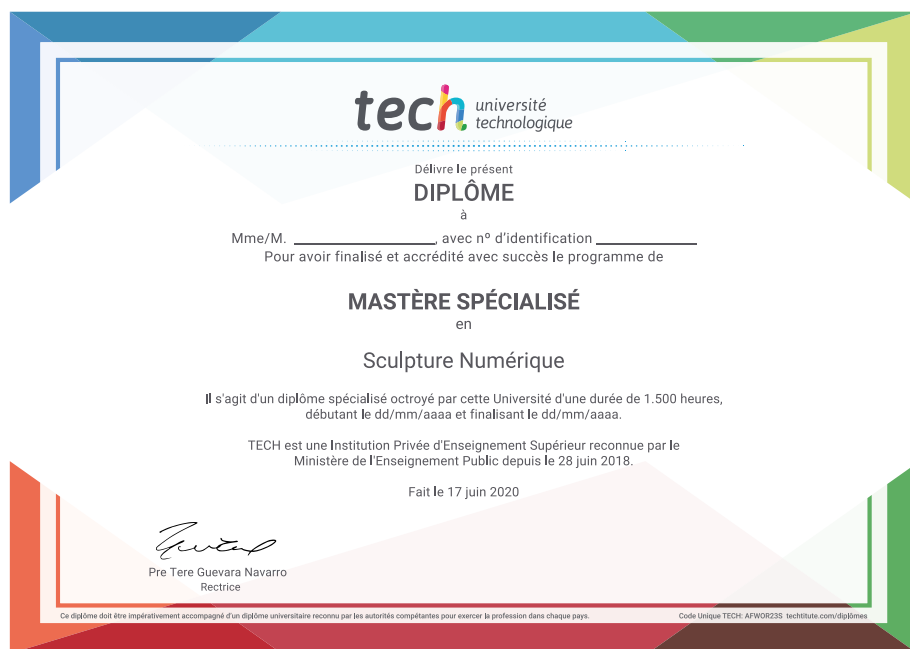 tech université
technologique
Délivre le présent
DIPLÔME
à
Mme/M. ____________________, avec nº d'identification ______________
Pour avoir finalisé et accrédité avec succès le programme de
MASTÈRE SPÉCIALISÉ
en
Sculpture Numérique
Il s'agit d'un diplôme spécialisé octroyé par cette Université d'une durée de 1.500 heures,
débutant le dd/mm/aaaa et finalisant le dd/mm/aaaa.
TECH est une Institution Privée d'Enseignement Supérieur reconnue par le
Ministère de l'Enseignement Public depuis le 28 juin 2018.
Fait le 17 juin 2020
Pre Tere Guevara Navarro
Rectrice
Ce diplôme doit être impérativement accompagné d'un diplôme universitaire reconnu par les autorités compétantes pour exercer la profession dans chaque pays.
Code Unique TECH: AFWOR23S techtitute.com/diplômes